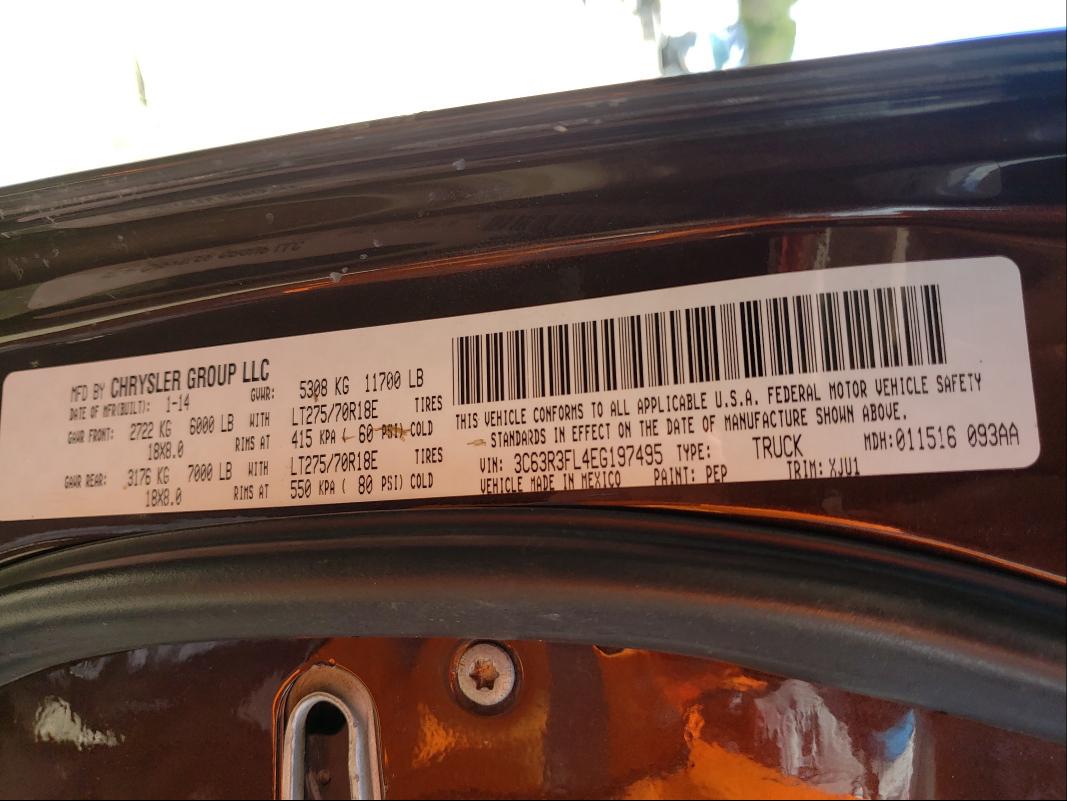 MFD BY CHRYSLER GROUP LLC
DATE OF MFR(BUILT): 1-14 GVWR: 5308 KG 11700 LB
GAWR FRONT: 2722 KG 6000 LB WITH LT275/70R18E TIRES
18X8.0 RIMS AT 415 KPA ( 60 PSI) COLD
GAWR REAR: 3176 KG 7000 LB WITH LT275/70R18E TIRES
18X8.0 RIMS AT 550 KPA ( 80 PSI) COLD
THIS VEHICLE CONFORMS TO ALL APPLICABLE U.S.A. FEDERAL MOTOR VEHICLE SAFETY
STANDARDS IN EFFECT ON THE DATE OF MANUFACTURE SHOWN ABOVE.
VIN: 3C63R3FL4EG197495 TYPE: TRUCK MDH:011516 093AA
VEHICLE MADE IN MEXICO PAINT: PEP TRIM: XJU1